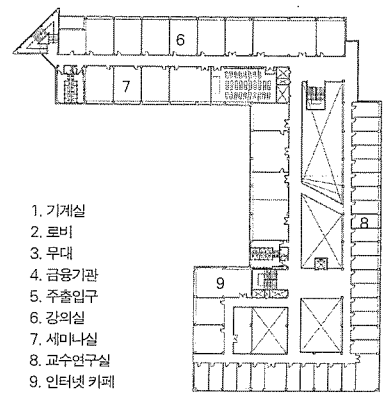 6
7
8
9
1. 기계실
2. 로비
3. 무대
4. 금융기관
5. 주출입구
6. 강의실
7. 세미나실
8. 교수연구실
9. 인터넷 카페